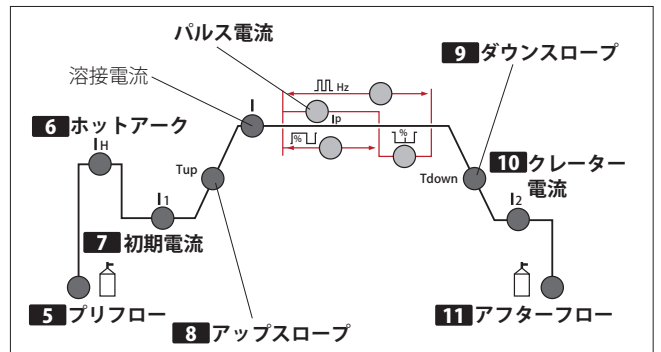 パルス電流
9 ダウンスロープ
溶接電流
Hz
I
Ip
6 ホットアーク
IH
%
%
Tup
Tdown
10 クレーター
電流
I1
I2
7 初期電流
5 プリフロー
8 アップスロープ
11 アフターフロー